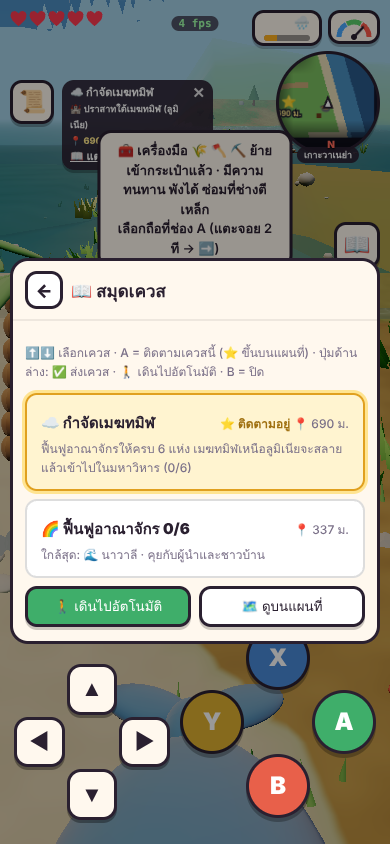 4 fps
☁️ กำจัดเมฆทมิฬ ✕
🏰 ปราสาทใต้เมฆทมิฬ (ลูมิ
เนีย)
📍 690
📖 แต
690 ม.
N
เกาะวาเนย่า
🧰 เครื่องมือ 🌾 🪓 ⛏️ ย้าย
เข้ากระเป๋าแล้ว · มีความ
ทนทาน พังได้ ซ่อมที่ช่างตี
เหล็ก
เลือกถือที่ช่อง A (แตะจอย 2
ที → ➡️)
← 📖 สมุดเควส
⬆️⬇️ เลือกเควส · A = ติดตามเควสนี้ (⭐ ขึ้นบนแผนที่) · ปุ่มด้าน
ล่าง: ✅ ส่งเควส · 🚶 เดินไปอัตโนมัติ · B = ปิด
☁️ กำจัดเมฆทมิฬ ⭐ ติดตามอยู่ 📍 690 ม.
ฟื้นฟูอาณาจักรให้ครบ 6 แห่ง เมฆทมิฬเหนือลูมิเนียจะสลาย
แล้วเข้าไปในมหาวิหาร (0/6)
🌈 ฟื้นฟูอาณาจักร 0/6 📍 337 ม.
ใกล้สุด: 🌊 นาวาลี · คุยกับผู้นำและชาวบ้าน
🚶 เดินไปอัตโนมัติ 🗺️ ดูบนแผนที่
X
Y
A
B